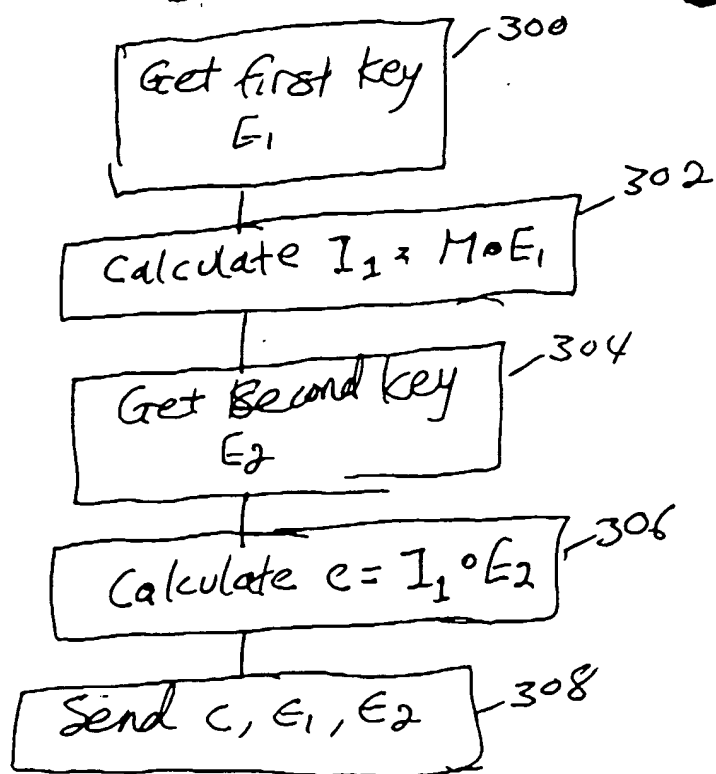 300
Get first key
E1
302
Calculate I1 = M•E1
304
Get Second key
E2
306
Calculate c = I1∘E2
308
Send c, E1, E2